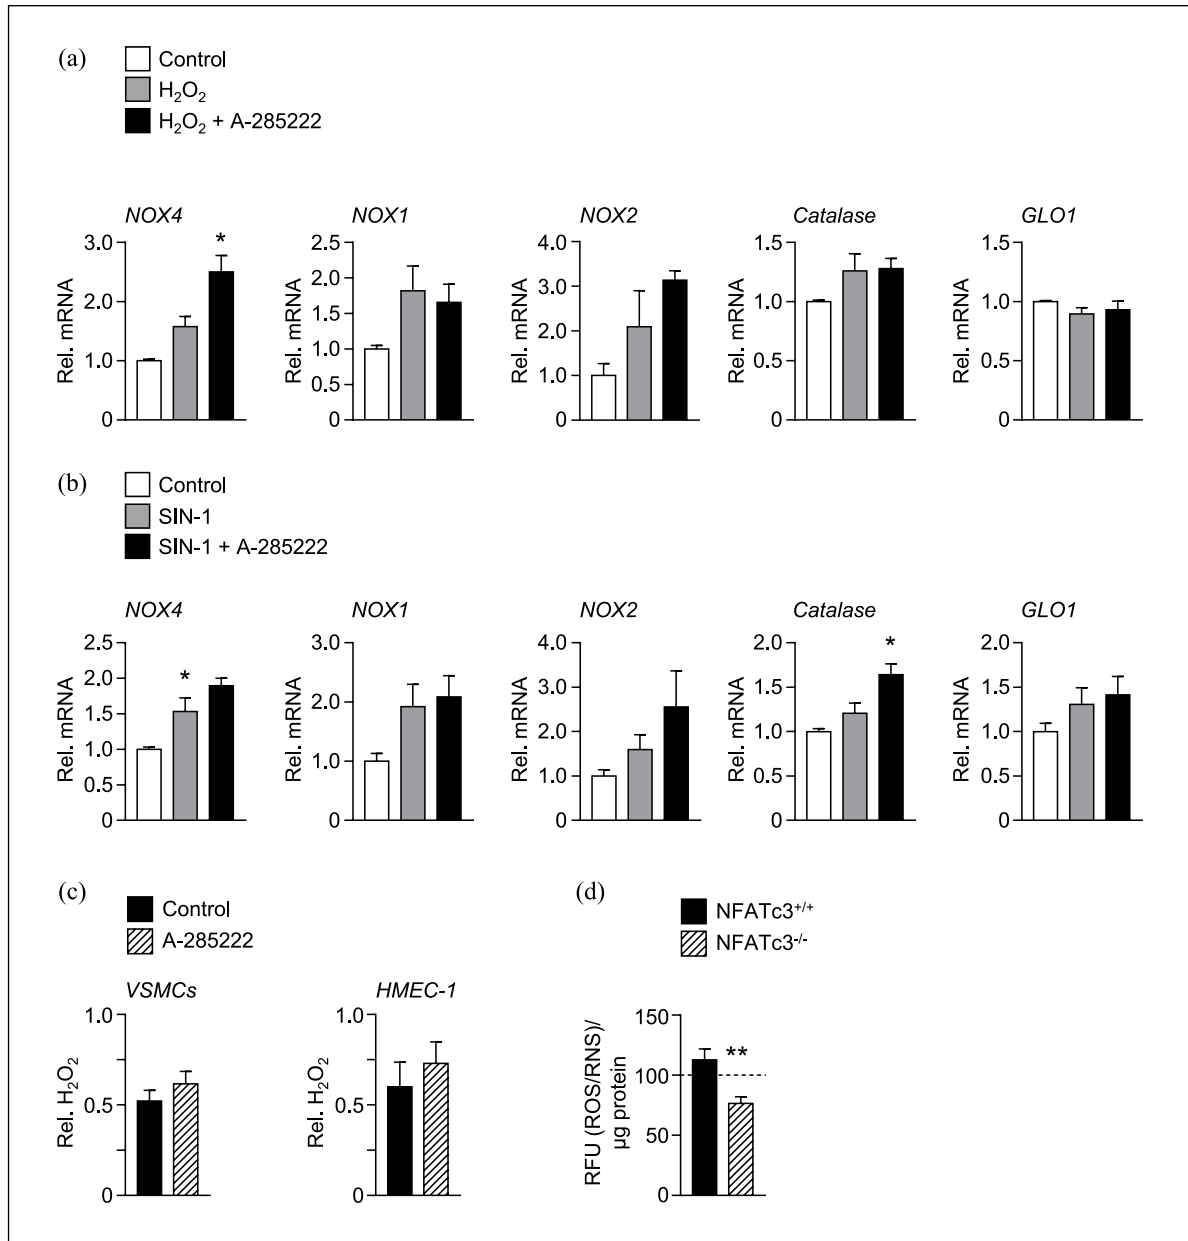 (a)
Control
H₂O₂
H₂O₂ + A-285222
NOX4 NOX1 NOX2 Catalase GLO1
Rel. mRNA
3.0
2.0
1.0
0
*
Rel. mRNA
2.5
2.0
1.5
1.0
0.5
0
Rel. mRNA
4.0
3.0
2.0
1.0
0
Rel. mRNA
1.5
1.0
0.5
0
Rel. mRNA
1.5
1.0
0.5
0
(b)
Control
SIN-1
SIN-1 + A-285222
NOX4 NOX1 NOX2 Catalase GLO1
Rel. mRNA
2.5
2.0
1.5
1.0
0.5
0
*
Rel. mRNA
3.0
2.0
1.0
0
Rel. mRNA
4.0
3.0
2.0
1.0
0
Rel. mRNA
2.0
1.5
1.0
0.5
0
*
Rel. mRNA
2.0
1.5
1.0
0.5
0
(c)
Control
A-285222
VSMCs HMEC-1
Rel. H₂O₂
1.0
0.5
0
Rel. H₂O₂
1.0
0.5
0
(d)
NFATc3⁺/⁺
NFATc3⁻/⁻
RFU (ROS/RNS)/
µg protein
150
100
50
0
**